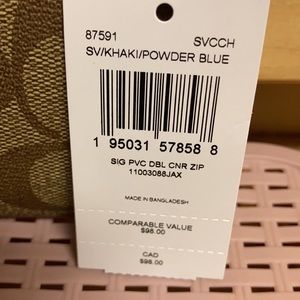 87591 SVCCH
SV/KHAKI/POWDER BLUE
1 95031 57858 8
SIG PVC DBL CNR ZIP
11003088JAX
MADE IN BANGLADESH
COMPARABLE VALUE
$98.00
CAD
$98.00